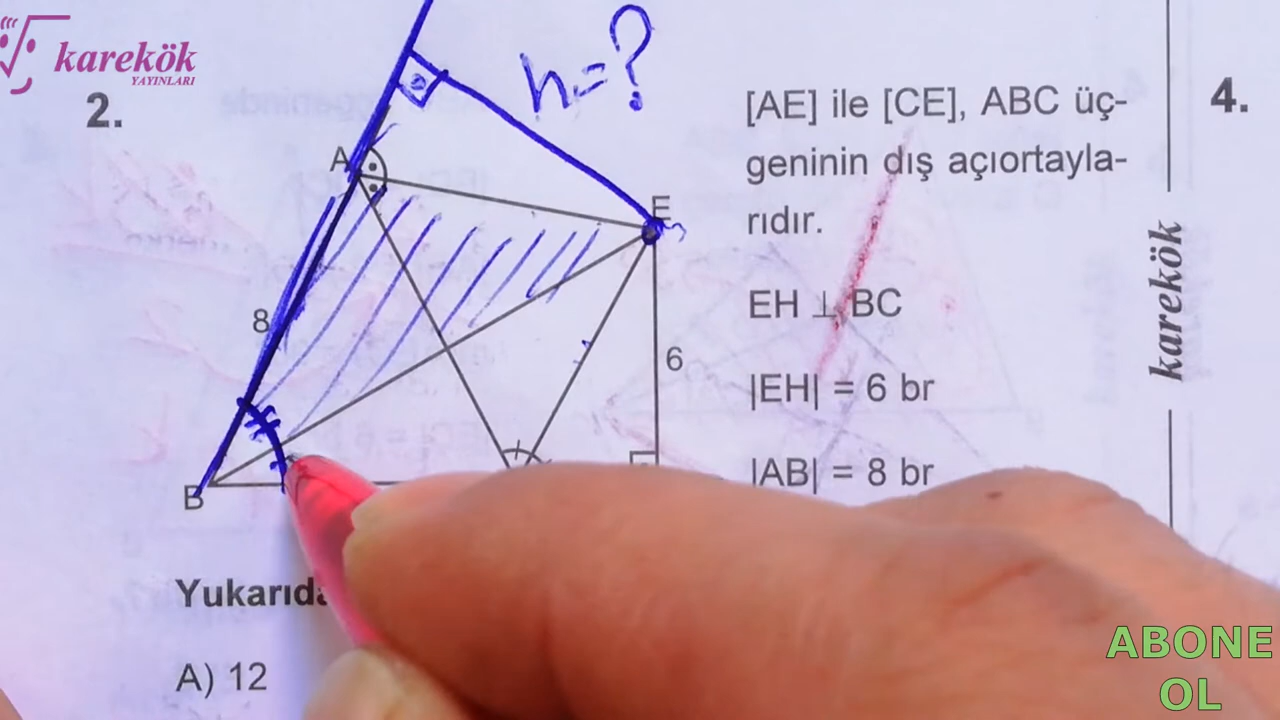 karekök
YAYINLARI
2.
n=?
A
E
8
6
B
[AE] ile [CE], ABC üç-
geninin dış açıortayla-
rıdır.
EH ⊥ BC
|EH| = 6 br
|AB| = 8 br
Yukarıda
A) 12
karekök
4.
ABONE
OL